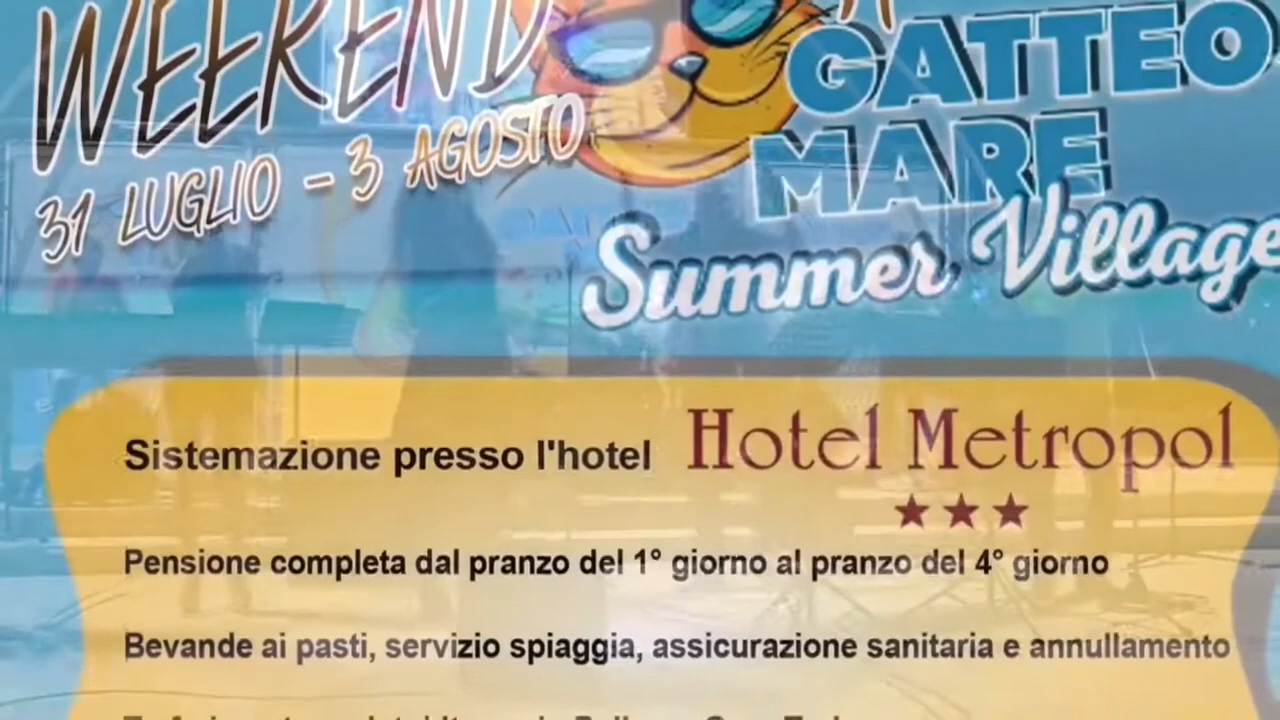 WEEKEND
31 LUGLIO - 3 AGOSTO
GATTEO
MARE
Summer Village
Sistemazione presso l'hotel Hotel Metropol
Pensione completa dal pranzo del 1° giorno al pranzo del 4° giorno
Bevande ai pasti, servizio spiaggia, assicurazione sanitaria e annullamento